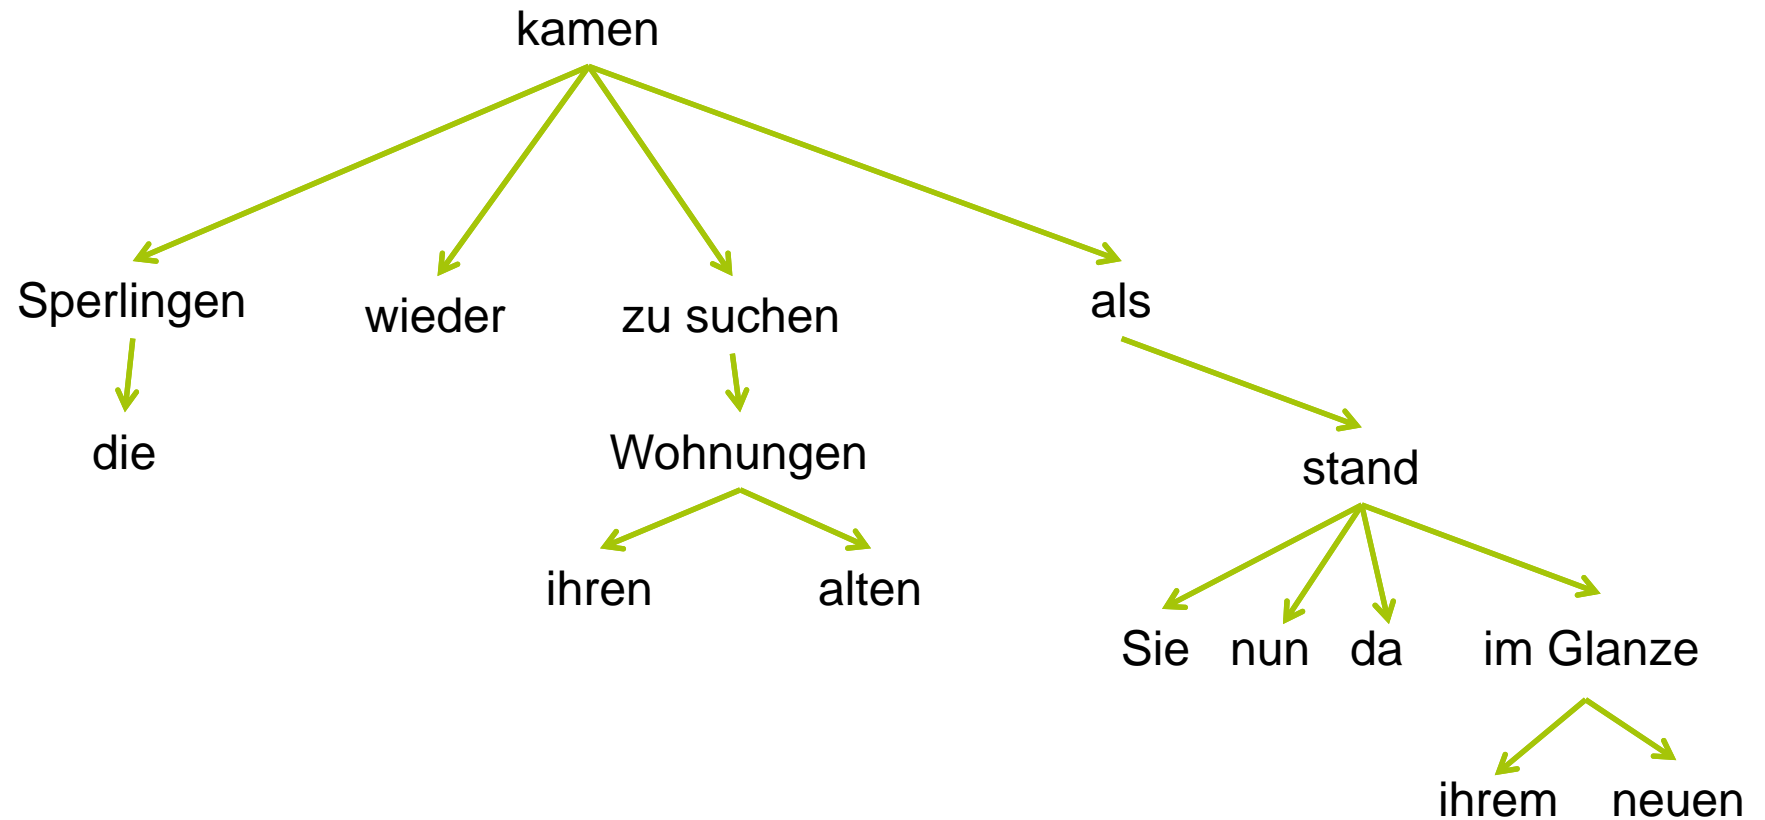 kamen
Sperlingen wieder zu suchen als
die Wohnungen stand
ihren alten
Sie nun da im Glanze
ihrem neuen